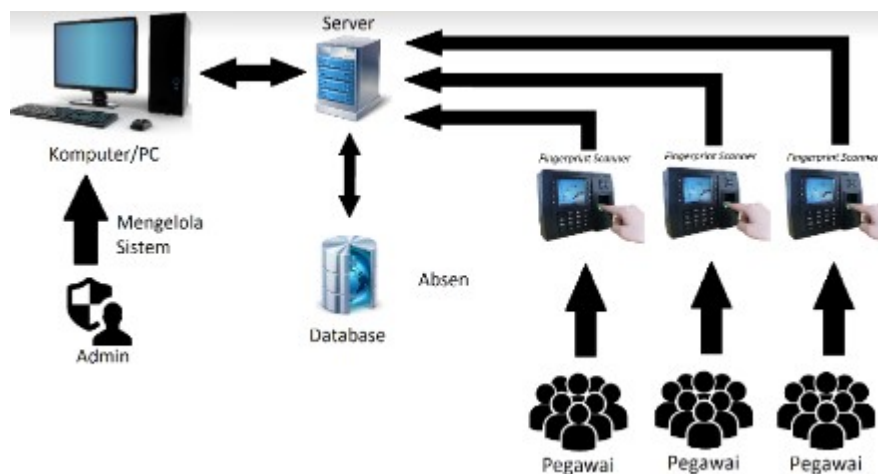 Server
Komputer/PC
Fingerprint Scanner
Fingerprint Scanner
Fingerprint Scanner
Mengelola
Sistem
Absen
Database
Admin
Pegawai
Pegawai
Pegawai